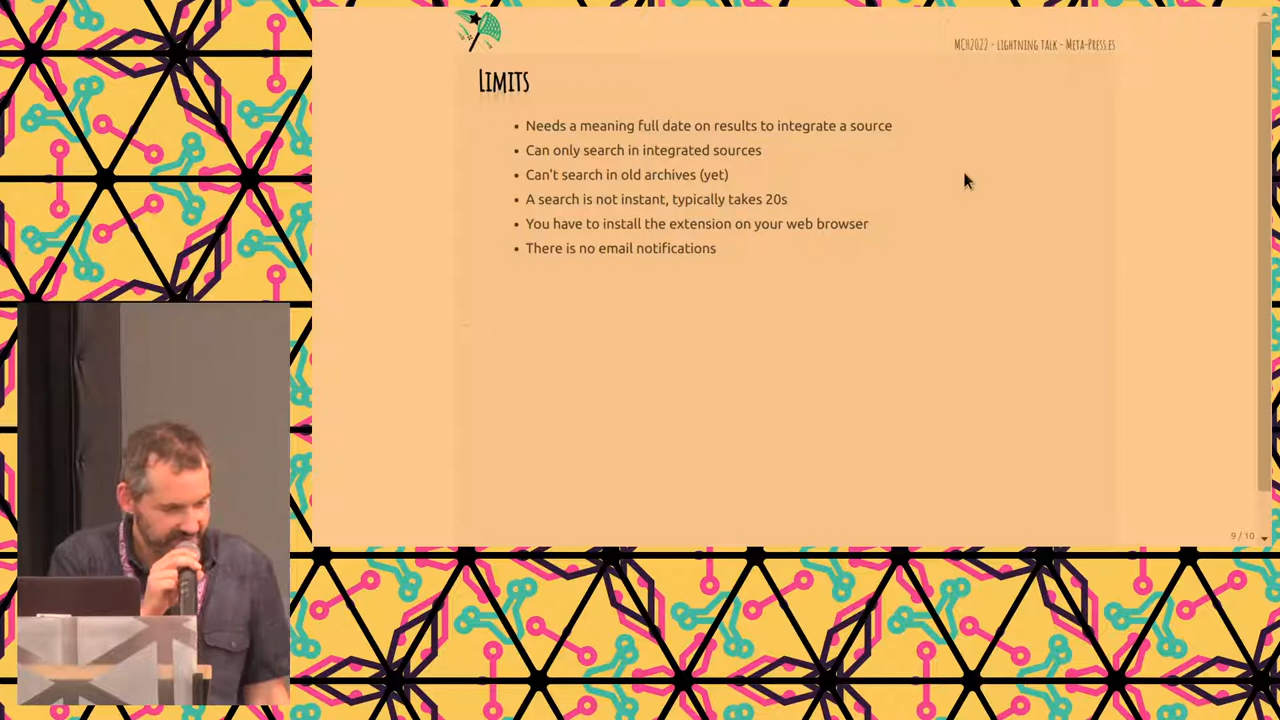 MCH2022 - lightning talk - Meta-Press.es
Limits
• Needs a meaning full date on results to integrate a source
• Can only search in integrated sources
• Can't search in old archives (yet)
• A search is not instant, typically takes 20s
• You have to install the extension on your web browser
• There is no email notifications
9 / 10